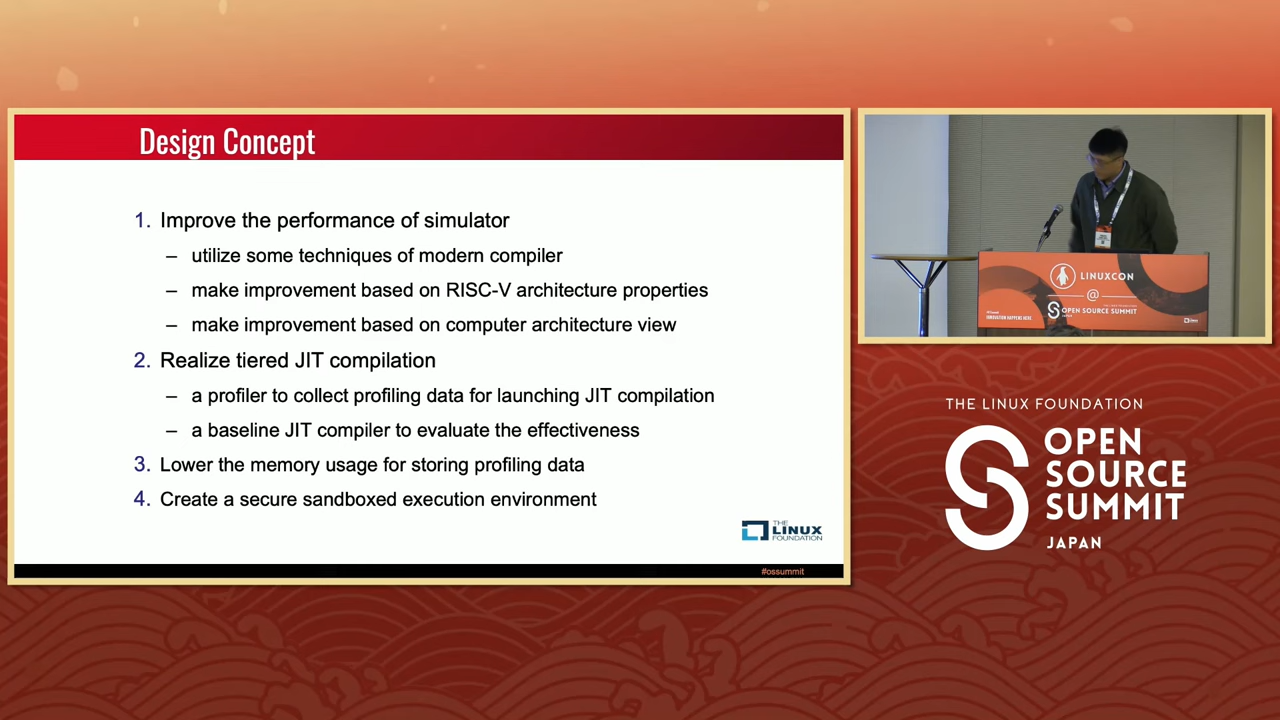 Design Concept
1. Improve the performance of simulator
– utilize some techniques of modern compiler
– make improvement based on RISC-V architecture properties
– make improvement based on computer architecture view
2. Realize tiered JIT compilation
– a profiler to collect profiling data for launching JIT compilation
– a baseline JIT compiler to evaluate the effectiveness
3. Lower the memory usage for storing profiling data
4. Create a secure sandboxed execution environment
THE
LINUX
FOUNDATION
#ossummit
LINUXCON
@
OPEN SOURCE SUMMIT
INNOVATION HAPPENS HERE
THE LINUX FOUNDATION
OPEN
SOURCE
SUMMIT
JAPAN